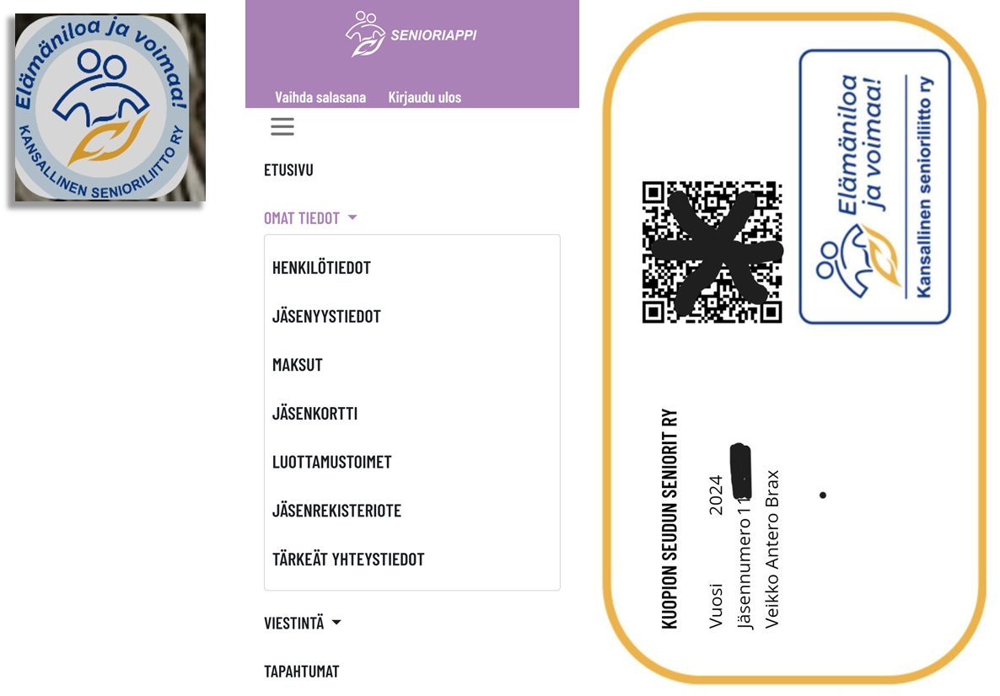 Elämäniloa ja voimaa!
KANSALLINEN SENIORILIITTO RY
SENIORIAPPI
Vaihda salasana Kirjaudu ulos
ETUSIVU
OMAT TIEDOT
HENKILÖTIEDOT
JÄSENYYSTIEDOT
MAKSUT
JÄSENKORTTI
LUOTTAMUSTOIMET
JÄSENREKISTERIOTE
TÄRKEÄT YHTEYSTIEDOT
VIESTINTÄ
TAPAHTUMAT
Elämäniloa
ja voimaa!
Kansallinen senioriliitto ry
KUOPION SEUDUN SENIORIT RY
Vuosi 2024
Jäsennumero 11
Veikko Antero Brax